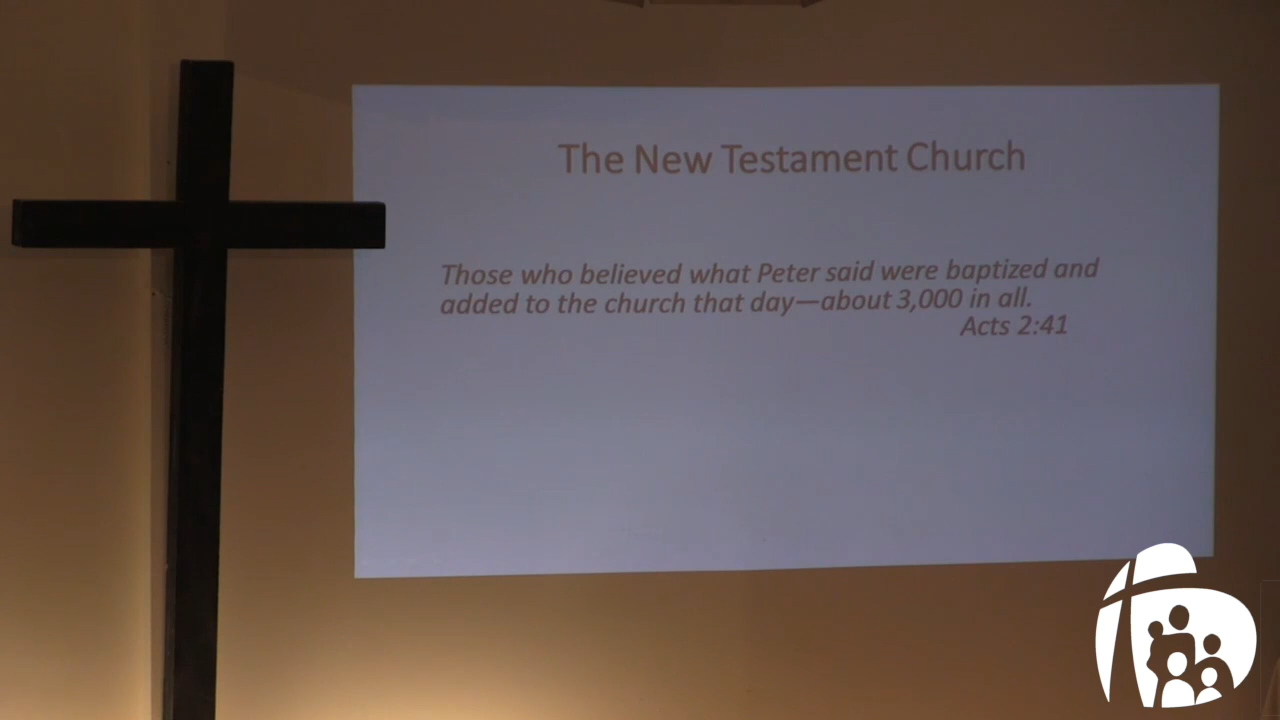 The New Testament Church
Those who believed what Peter said were baptized and
added to the church that day—about 3,000 in all.
Acts 2:41